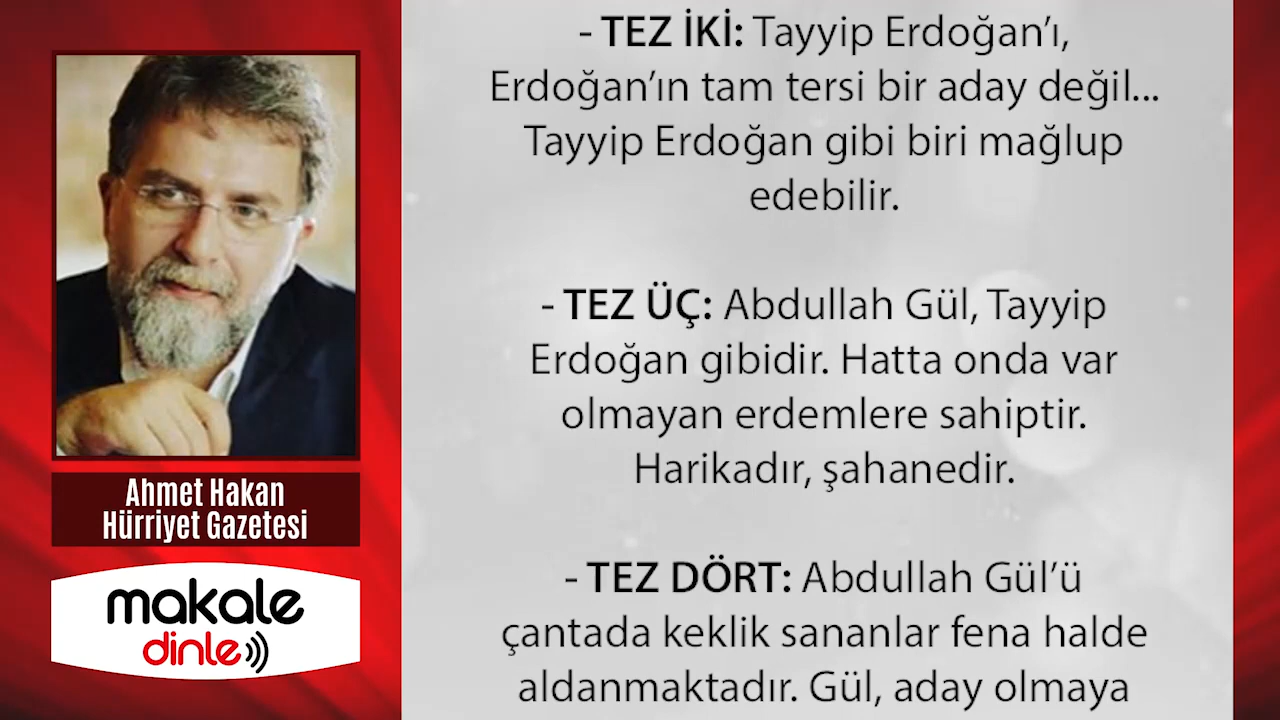 - TEZ İKİ: Tayyip Erdoğan’ı,
Erdoğan’ın tam tersi bir aday değil...
Tayyip Erdoğan gibi biri mağlup
edebilir.
- TEZ ÜÇ: Abdullah Gül, Tayyip
Erdoğan gibidir. Hatta onda var
olmayan erdemlere sahiptir.
Harikadır, şahanedir.
- TEZ DÖRT: Abdullah Gül’ü
çantada keklik sananlar fena halde
aldanmaktadır. Gül, aday olmaya
Ahmet Hakan
Hürriyet Gazetesi
makale
dinle